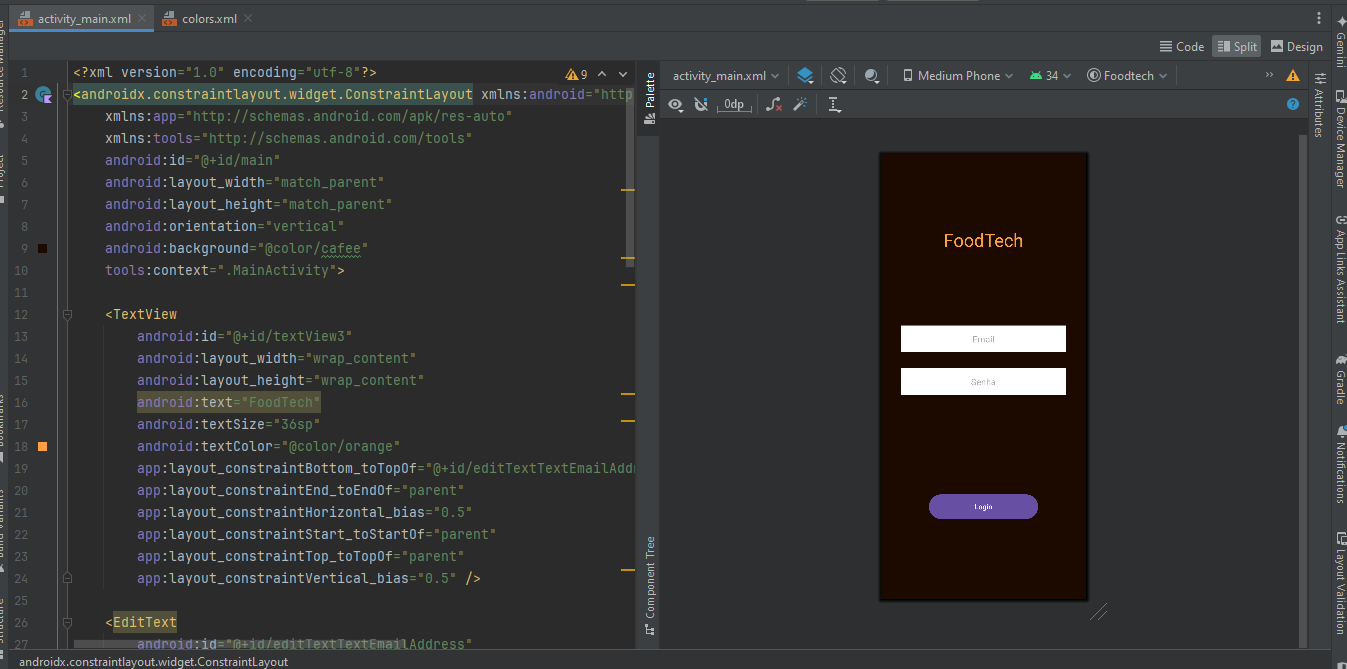 activity_main.xml
colors.xml
Code
Split
Design
activity_main.xml
Medium Phone
34
Foodtech
0dp
1 <?xml version="1.0" encoding="utf-8"?>
9
2 <androidx.constraintlayout.widget.ConstraintLayout xmlns:android="http
3 xmlns:app="http://schemas.android.com/apk/res-auto"
4 xmlns:tools="http://schemas.android.com/tools"
5 android:id="@+id/main"
6 android:layout_width="match_parent"
7 android:layout_height="match_parent"
8 android:orientation="vertical"
9 android:background="@color/cafee"
10 tools:context=".MainActivity">
11
12 <TextView
13 android:id="@+id/textView3"
14 android:layout_width="wrap_content"
15 android:layout_height="wrap_content"
16 android:text="FoodTech"
17 android:textSize="36sp"
18 android:textColor="@color/orange"
19 app:layout_constraintBottom_toTopOf="@+id/editTextTextEmailAddr
20 app:layout_constraintEnd_toEndOf="parent"
21 app:layout_constraintHorizontal_bias="0.5"
22 app:layout_constraintStart_toStartOf="parent"
23 app:layout_constraintTop_toTopOf="parent"
24 app:layout_constraintVertical_bias="0.5" />
25
26 <EditText
27 android:id="@+id/editTextTextEmailAddress"
androidx.constraintlayout.widget.ConstraintLayout
Palette
Component Tree
FoodTech
Email
Senha
Login
Attributes
Gemini
Device Manager
App Links Assistant
Gradle
Notifications
Layout Validation